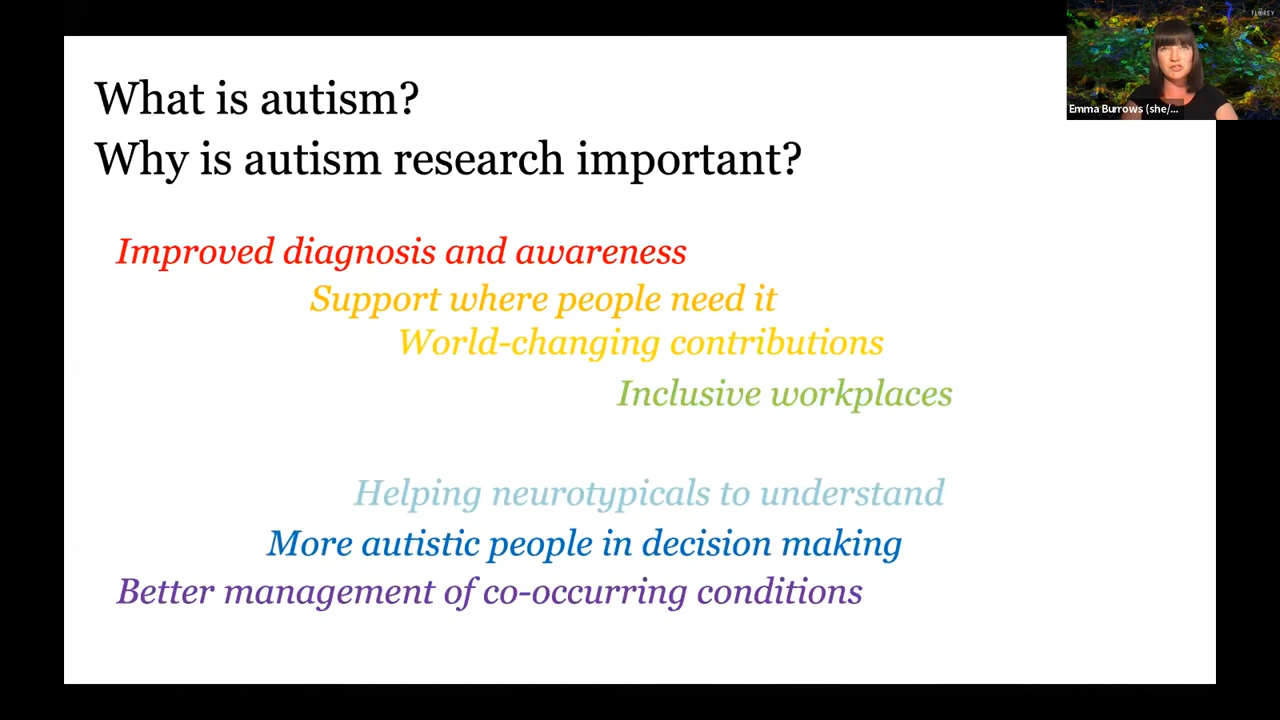 FLOREY
Emma Burrows (she/...
What is autism?
Why is autism research important?
Improved diagnosis and awareness
Support where people need it
World-changing contributions
Inclusive workplaces
Helping neurotypicals to understand
More autistic people in decision making
Better management of co-occurring conditions